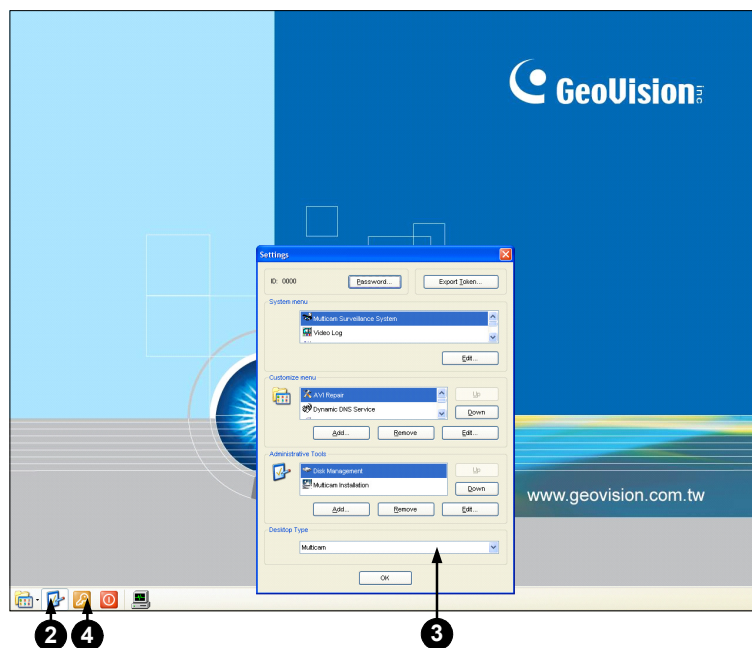 GeoVision inc
Settings
ID: 0000
Password...
Export Token...
System menu
Multicam Surveillance System
Video Log
Edit...
Customize menu
AVI Repair
Up
Dynamic DNS Service
Down
Add...
Remove
Edit...
Administrative Tools
Disk Management
Up
Multicam Installation
Down
Add...
Remove
Edit...
www.geovision.com.tw
Desktop Type
Multicam
OK
2
4
3